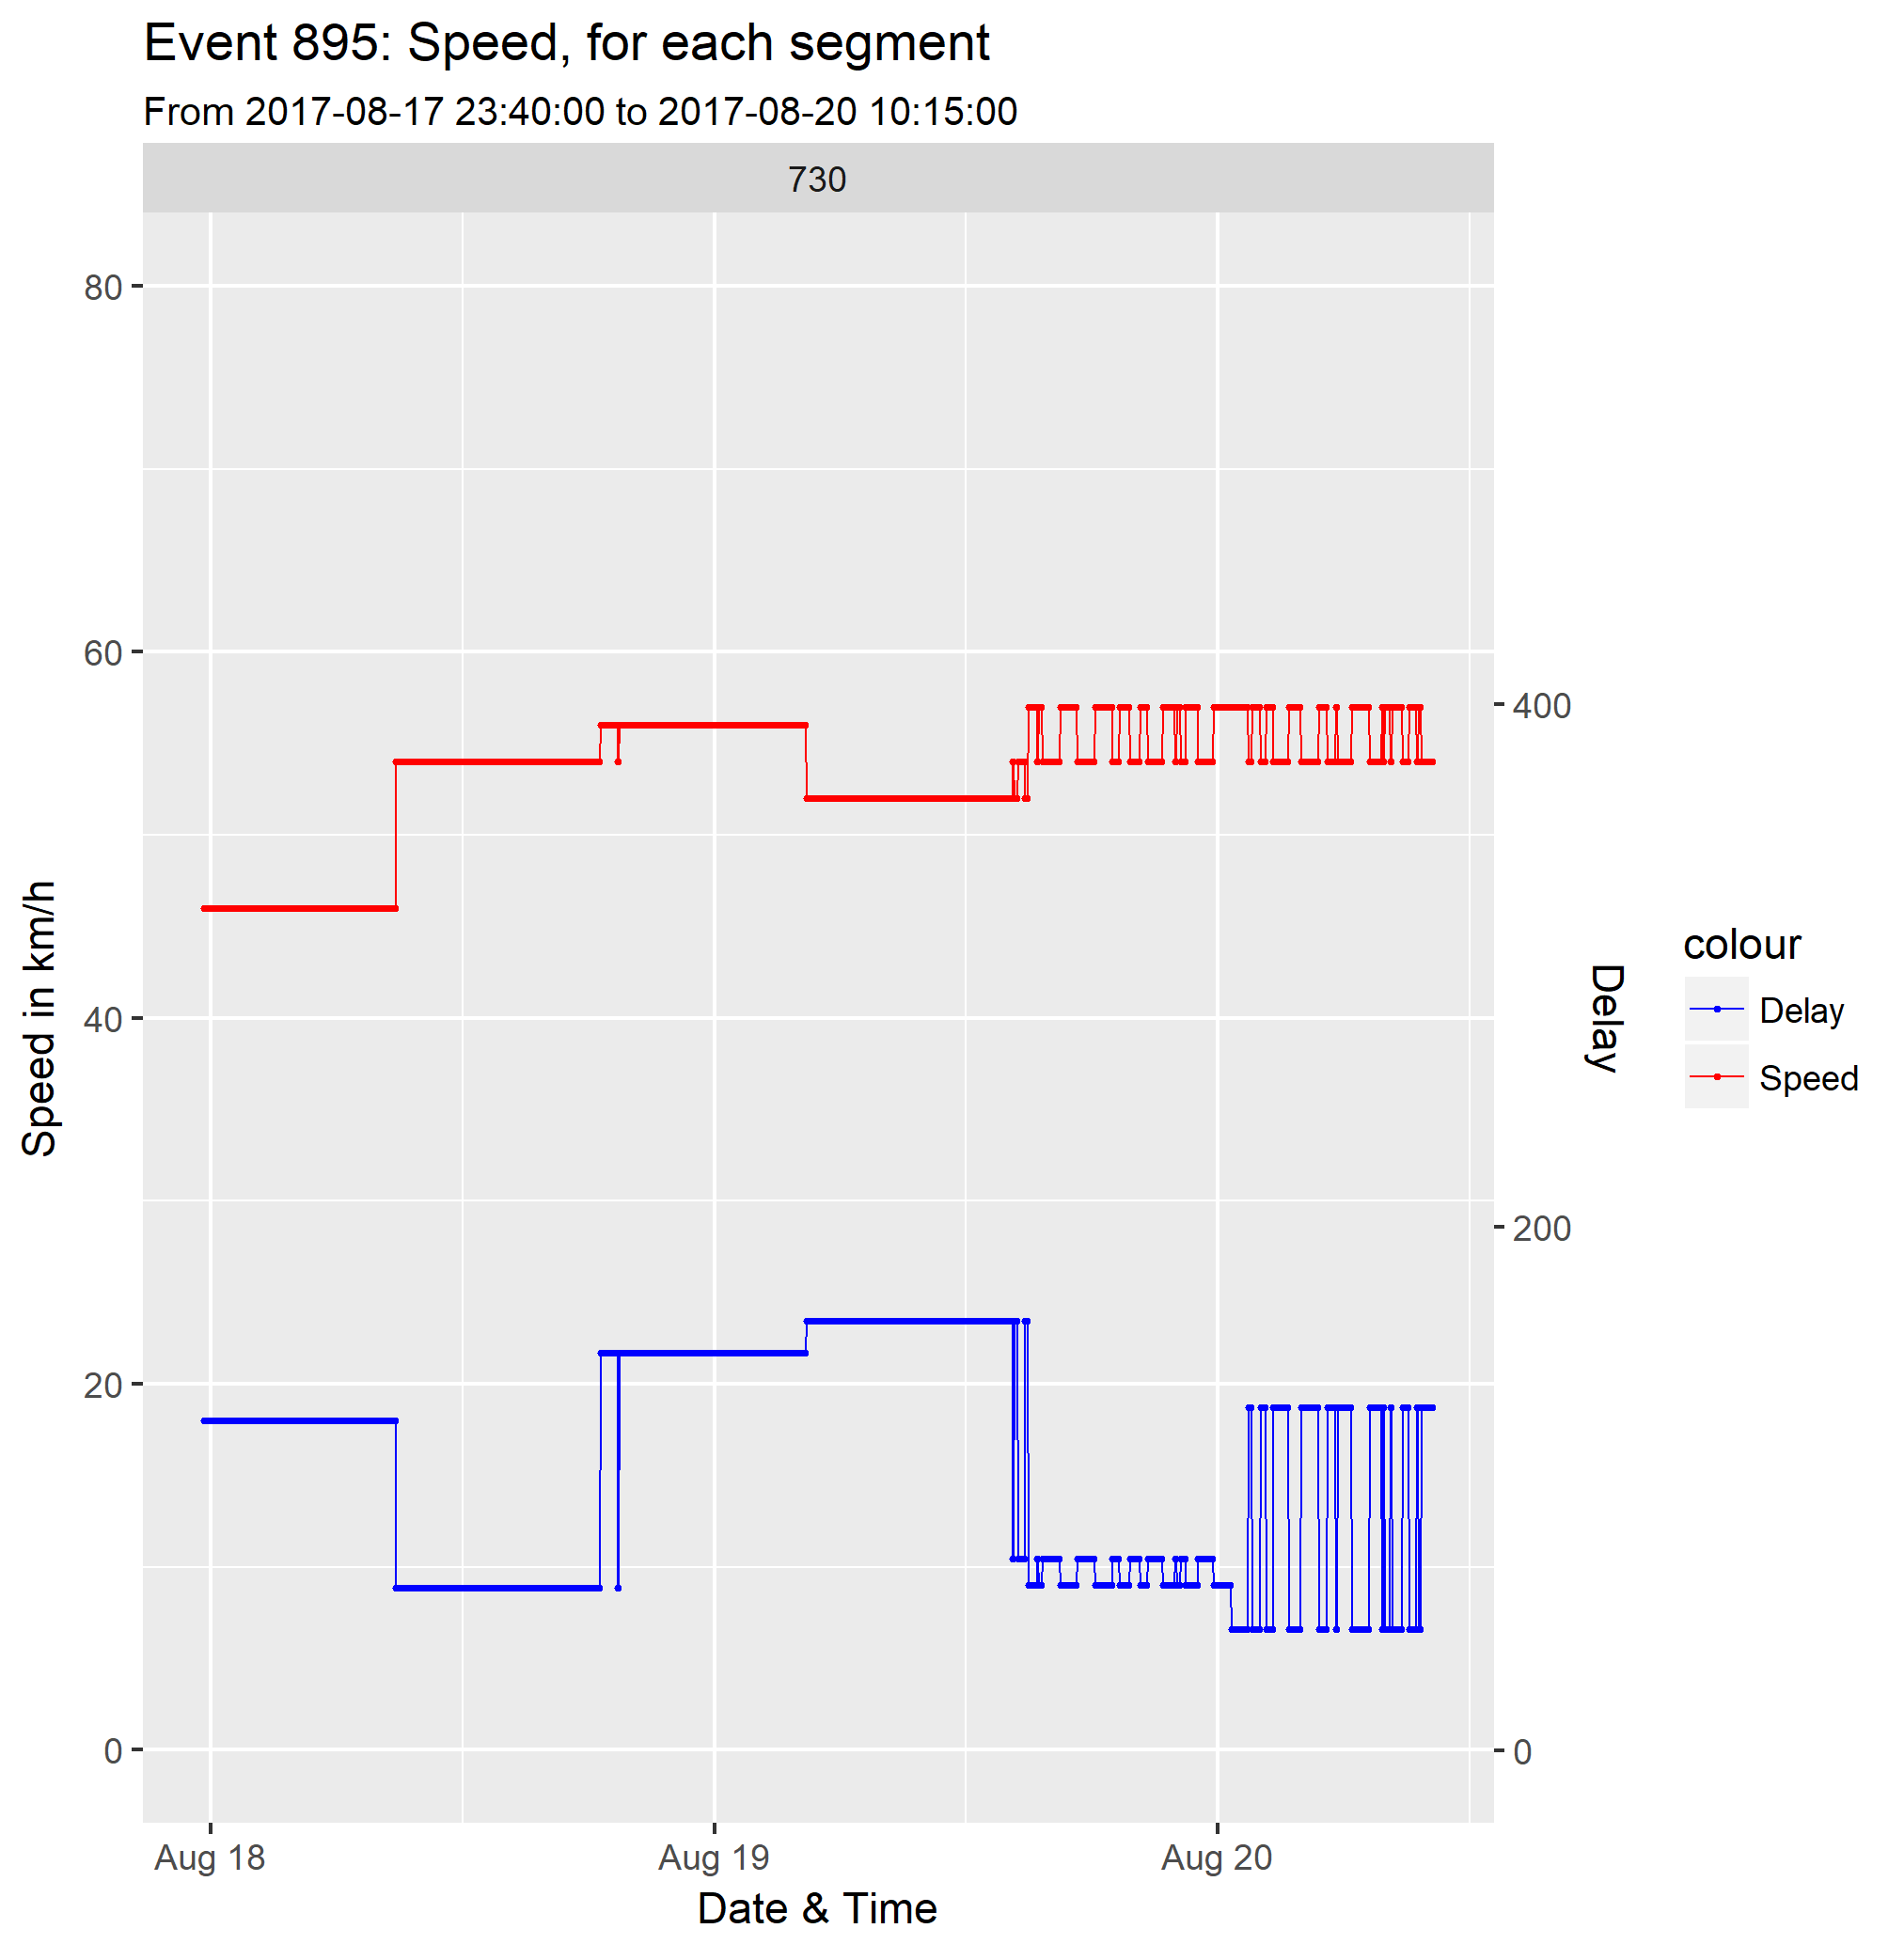 Event 895: Speed, for each segment
From 2017-08-17 23:40:00 to 2017-08-20 10:15:00
730
80
60
40
20
0
Speed in km/h
400
200
0
Delay
Aug 18
Aug 19
Aug 20
Date & Time
colour
Delay
Speed